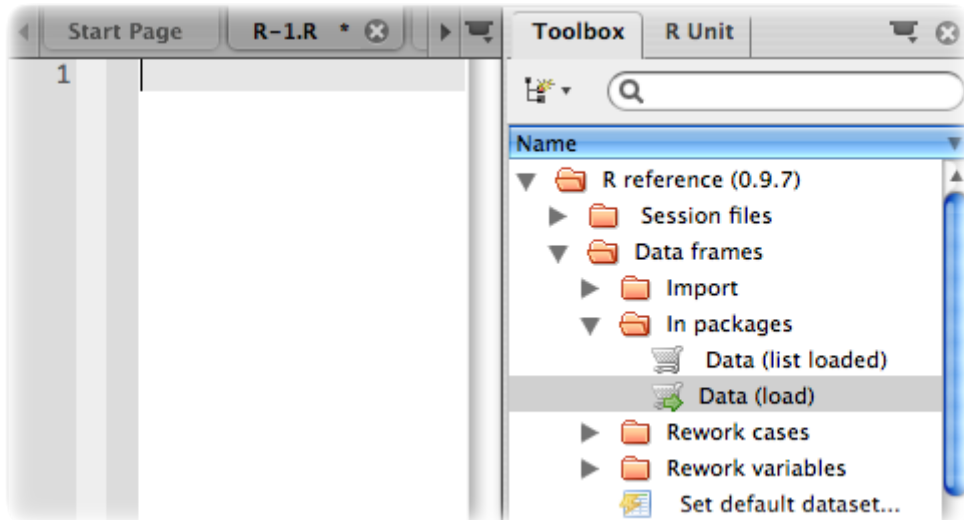 Start Page
R-1.R *
Toolbox
R Unit
1
Name
R reference (0.9.7)
Session files
Data frames
Import
In packages
Data (list loaded)
Data (load)
Rework cases
Rework variables
Set default dataset...